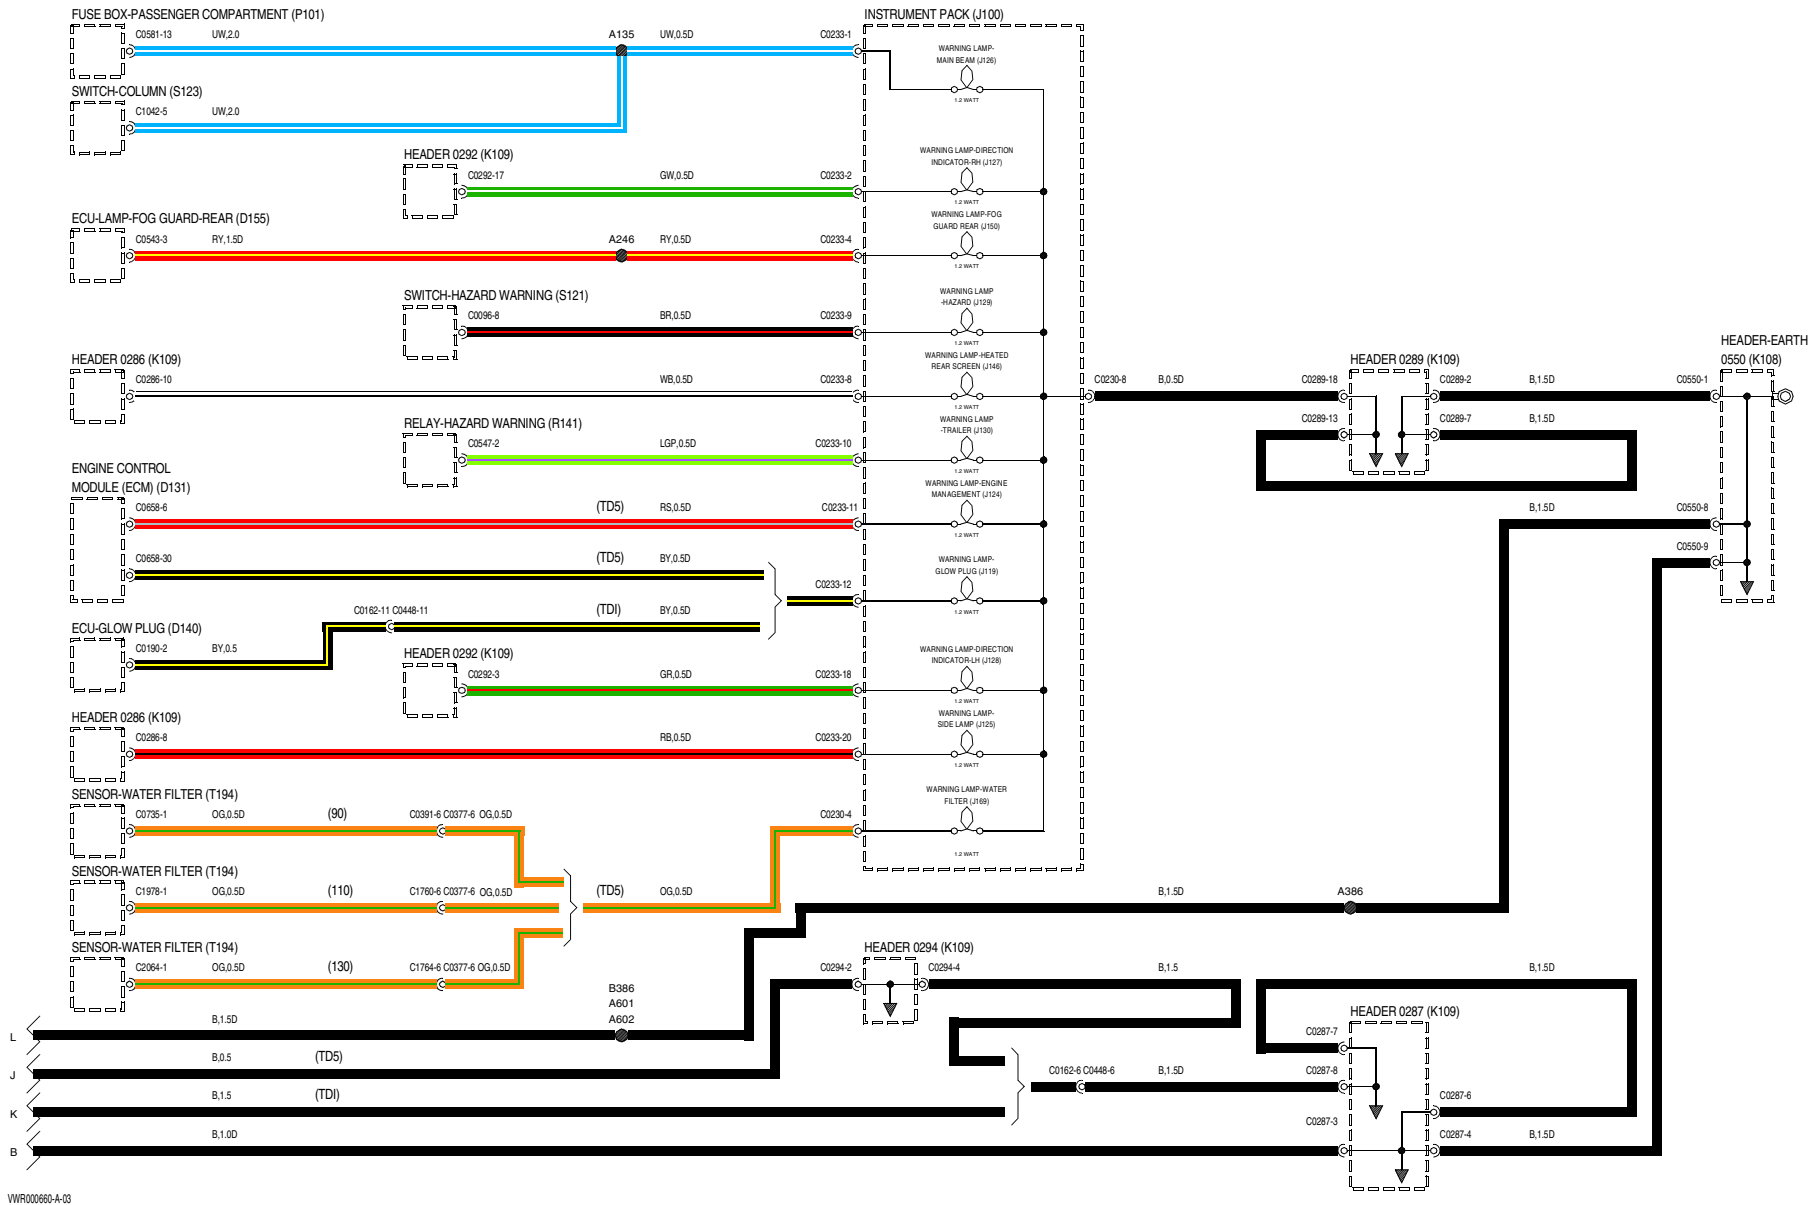 FUSE BOX-PASSENGER COMPARTMENT (P101)
INSTRUMENT PACK (J100)
C0581-13
UW,2.0
A135
UW,0.5D
C0233-1
WARNING LAMP-
MAIN BEAM (J126)
1.2 WATT
SWITCH-COLUMN (S123)
C1042-5
UW,2.0
HEADER 0292 (K109)
C0292-17
GW,0.5D
C0233-2
WARNING LAMP-DIRECTION
INDICATOR-RH (J127)
1.2 WATT
ECU-LAMP-FOG GUARD-REAR (D155)
C0543-3
RY,1.5D
A246
RY,0.5D
C0233-4
WARNING LAMP-FOG
GUARD REAR (J150)
1.2 WATT
SWITCH-HAZARD WARNING (S121)
C0096-8
BR,0.5D
C0233-9
WARNING LAMP
-HAZARD (J129)
1.2 WATT
HEADER 0286 (K109)
C0286-10
WB,0.5D
C0233-8
WARNING LAMP-HEATED
REAR SCREEN (J146)
1.2 WATT
C0230-8
B,0.5D
C0289-18
HEADER 0289 (K109)
C0289-2
B,1.5D
C0550-1
HEADER-EARTH
0550 (K108)
C0289-13
C0289-7
B,1.5D
RELAY-HAZARD WARNING (R141)
C0547-2
LGP,0.5D
C0233-10
WARNING LAMP
-TRAILER (J130)
1.2 WATT
ENGINE CONTROL
MODULE (ECM) (D131)
C0658-6
(TD5)
RS,0.5D
C0233-11
WARNING LAMP-ENGINE
MANAGEMENT (J124)
1.2 WATT
B,1.5D
C0550-8
C0550-9
C0658-30
(TD5)
BY,0.5D
C0233-12
WARNING LAMP-
GLOW PLUG (J119)
1.2 WATT
C0162-11 C0448-11
(TDI)
BY,0.5D
ECU-GLOW PLUG (D140)
C0190-2
BY,0.5
HEADER 0292 (K109)
C0292-3
GR,0.5D
C0233-18
WARNING LAMP-DIRECTION
INDICATOR-LH (J128)
1.2 WATT
HEADER 0286 (K109)
C0286-8
RB,0.5D
C0233-20
WARNING LAMP-
SIDE LAMP (J125)
1.2 WATT
SENSOR-WATER FILTER (T194)
C0735-1
OG,0.5D
(90)
C0391-6 C0377-6 OG,0.5D
C0230-4
WARNING LAMP-WATER
FILTER (J169)
1.2 WATT
SENSOR-WATER FILTER (T194)
C1978-1
OG,0.5D
(110)
C1760-6 C0377-6 OG,0.5D
(TD5)
OG,0.5D
B,1.5D
A386
SENSOR-WATER FILTER (T194)
C2064-1
OG,0.5D
(130)
C1764-6 C0377-6 OG,0.5D
HEADER 0294 (K109)
C0294-2
C0294-4
B,1.5
B,1.5D
B386
A601
A602
L
B,1.5D
HEADER 0287 (K109)
C0287-7
J
B,0.5
(TD5)
C0162-6 C0448-6
B,1.5D
C0287-8
K
B,1.5
(TDI)
C0287-6
C0287-3
B
B,1.0D
C0287-4
B,1.5D
VWR000660-A-03